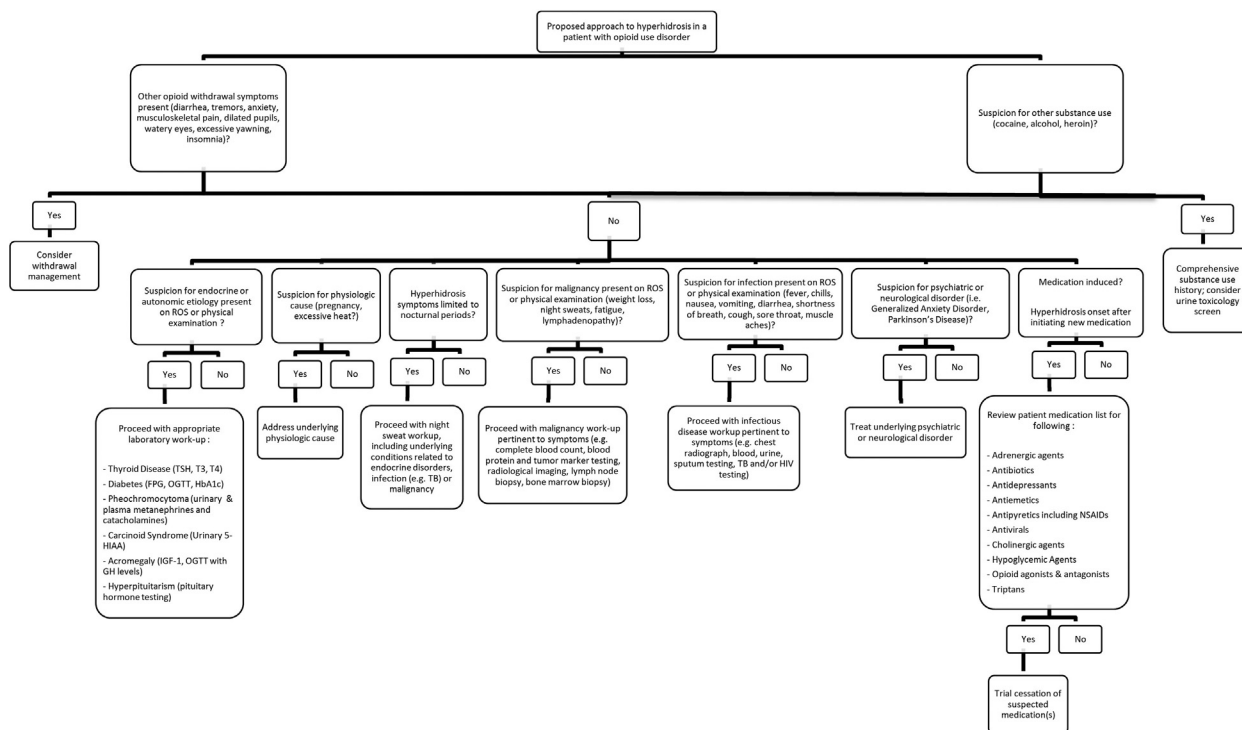 Proposed approach to hyperhidrosis in a
patient with opioid use disorder
Other opioid withdrawal symptoms
present (diarrhea, tremors, anxiety,
musculoskeletal pain, dilated pupils,
watery eyes, excessive yawning,
insomnia)?
Suspicion for other substance use
(cocaine, alcohol, heroin)?
Yes
No
Yes
Consider
withdrawal
management
Comprehensive
substance use
history; consider
urine toxicology
screen
Suspicion for endocrine or
autonomic etiology present
on ROS or physical
examination ?
Suspicion for physiologic
cause (pregnancy,
excessive heat?)
Hyperhidrosis
symptoms limited to
nocturnal periods?
Suspicion for malignancy present on ROS
or physical examination (weight loss,
night sweats, fatigue,
lymphadenopathy)?
Suspicion for infection present on ROS
or physical examination (fever, chills,
nausea, vomiting, diarrhea, shortness
of breath, cough, sore throat, muscle
aches)?
Suspicion for psychiatric or
neurological disorder (i.e.
Generalized Anxiety Disorder,
Parkinson's Disease)?
Medication induced?
Hyperhidrosis onset after
initiating new medication
Yes
No
Yes
No
Yes
No
Yes
No
Yes
No
Yes
No
Yes
No
Proceed with appropriate
laboratory work-up :
- Thyroid Disease (TSH, T3, T4)
- Diabetes (FPG, OGTT, HbA1c)
- Pheochromocytoma (urinary &
plasma metanephrines and
catacholamines)
- Carcinoid Syndrome (Urinary 5-
HIAA)
- Acromegaly (IGF-1, OGTT with
GH levels)
- Hyperpituitarism (pituitary
hormone testing)
Address underlying
physiologic cause
Proceed with night
sweat workup,
including underlying
conditions related to
endocrine disorders,
infection (e.g. TB) or
malignancy
Proceed with malignancy work-up
pertinent to symptoms (e.g.
complete blood count, blood
protein and tumor marker testing,
radiological imaging, lymph node
biopsy, bone marrow biopsy)
Proceed with infectious
disease workup pertinent to
symptoms (e.g. chest
radiograph, blood, urine,
sputum testing, TB and/or HIV
testing)
Treat underlying psychiatric
or neurological disorder
Review patient medication list for
following :
- Adrenergic agents
- Antibiotics
- Antidepressants
- Antiemetics
- Antipyretics including NSAIDs
- Antivirals
- Cholinergic agents
- Hypoglycemic Agents
- Opioid agonists & antagonists
- Triptans
Yes
No
Trial cessation of
suspected
medication(s)